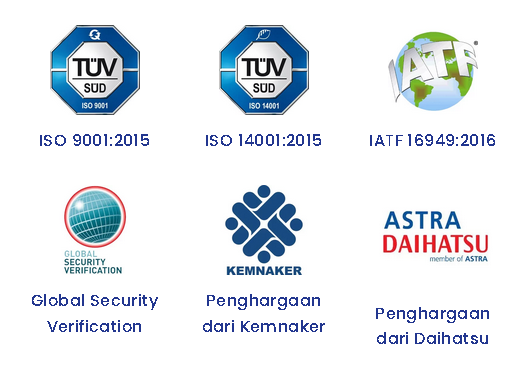 TÜV
SÜD
ISO 9001
TÜV
SÜD
ISO 14001
IATF
ISO 9001:2015
ISO 14001:2015
IATF 16949:2016
GLOBAL
SECURITY
VERIFICATION
KEMNAKER
ASTRA
DAIHATSU
member of ASTRA
Global Security
Verification
Penghargaan
dari Kemnaker
Penghargaan
dari Daihatsu